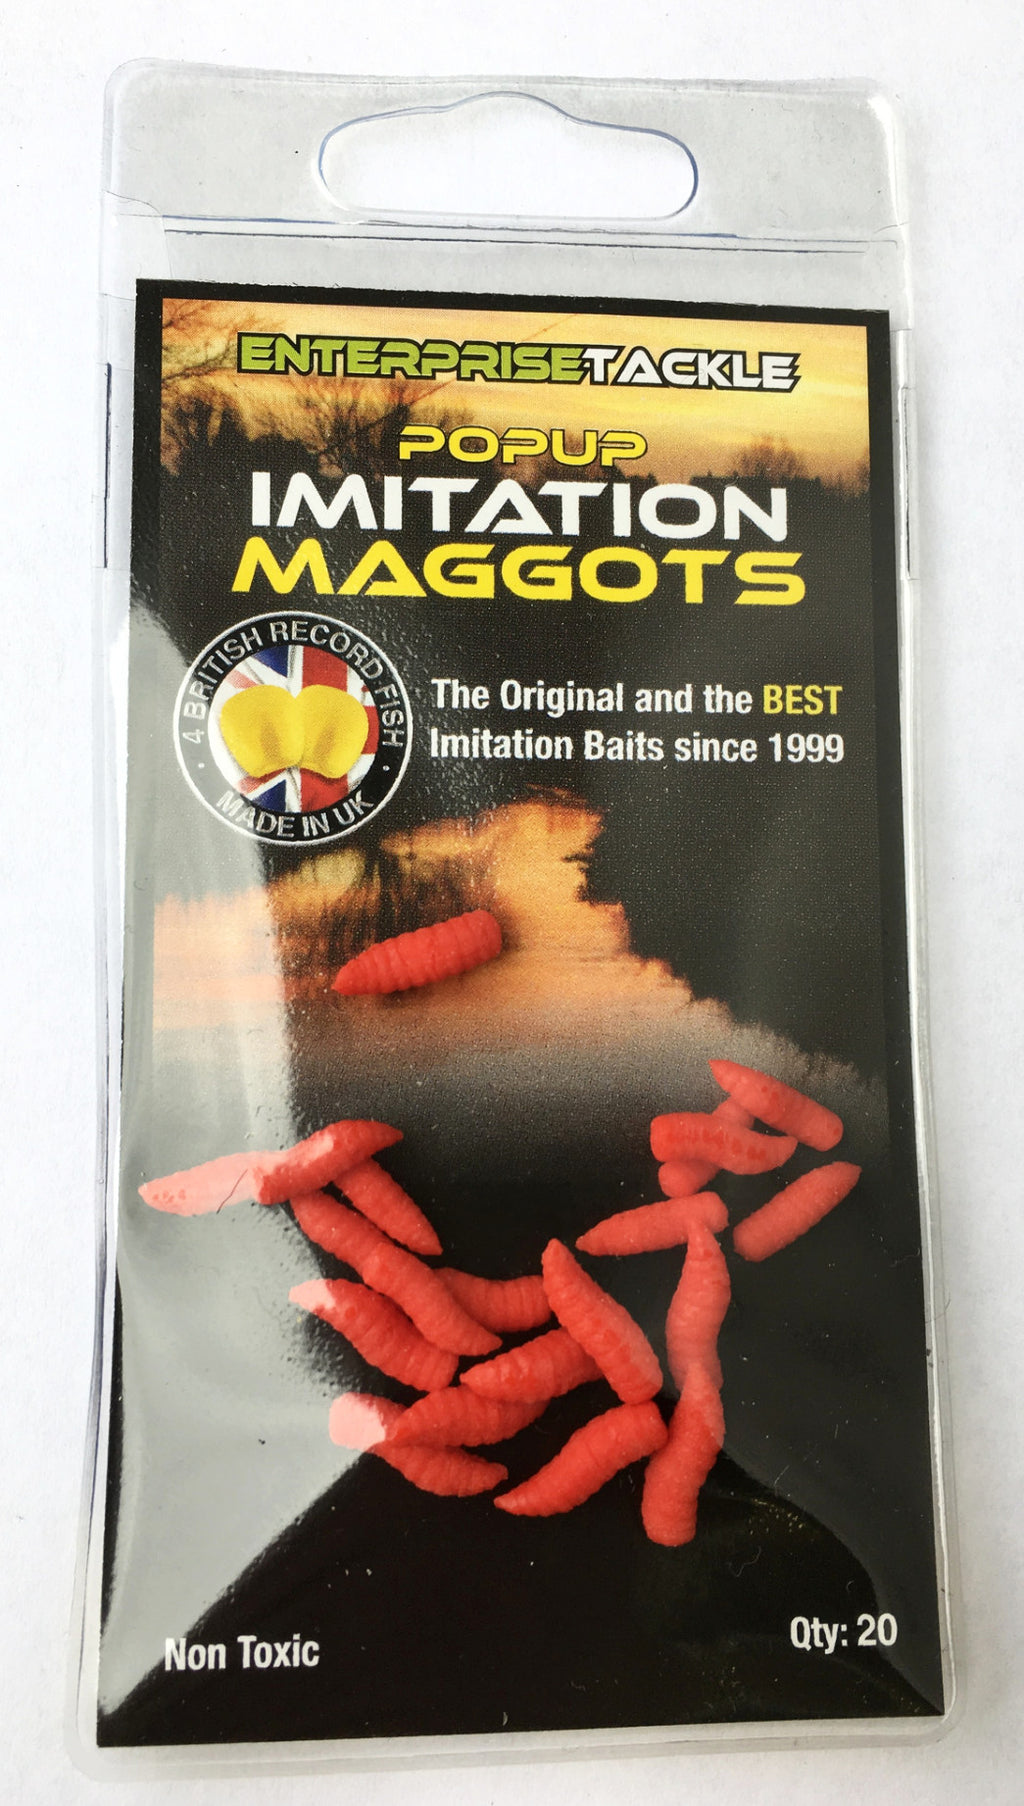 ENTERPRISETACKLE
POPUP
IMITATION
MAGGOTS
4 BRITISH RECORD FISH
MADE IN UK
The Original and the BEST
Imitation Baits since 1999
Non Toxic
Qty: 20